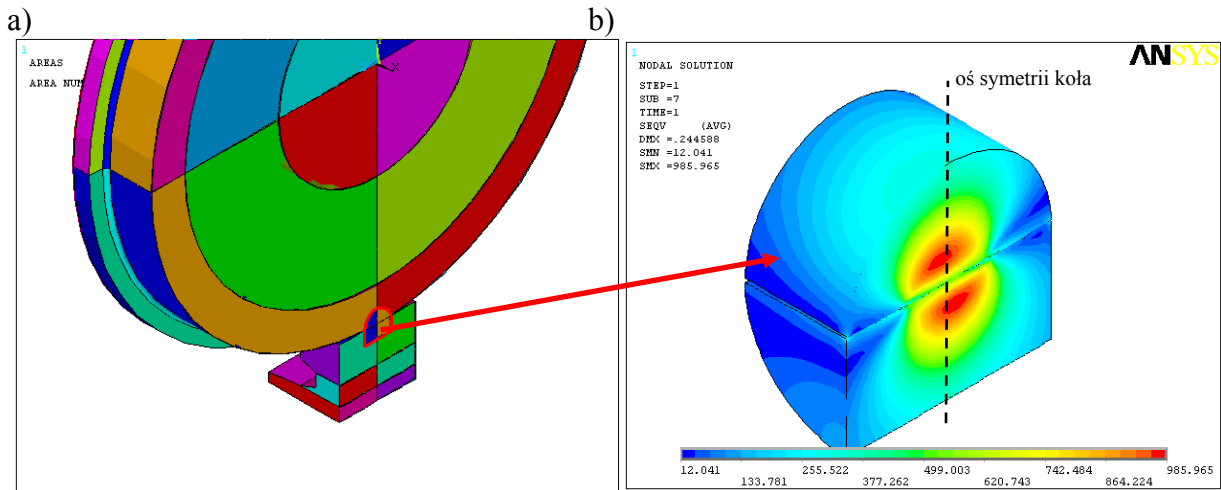 a)
1
AREAS
AREA NUM
X
b)
1
NODAL SOLUTION
STEP=1
SUB =7
TIME=1
SEQV (AVG)
DMX =.244588
SMN =12.041
SMX =985.965
ANSYS
oś symetrii koła
12.041 255.522 499.003 742.484 985.965
133.781 377.262 620.743 864.224